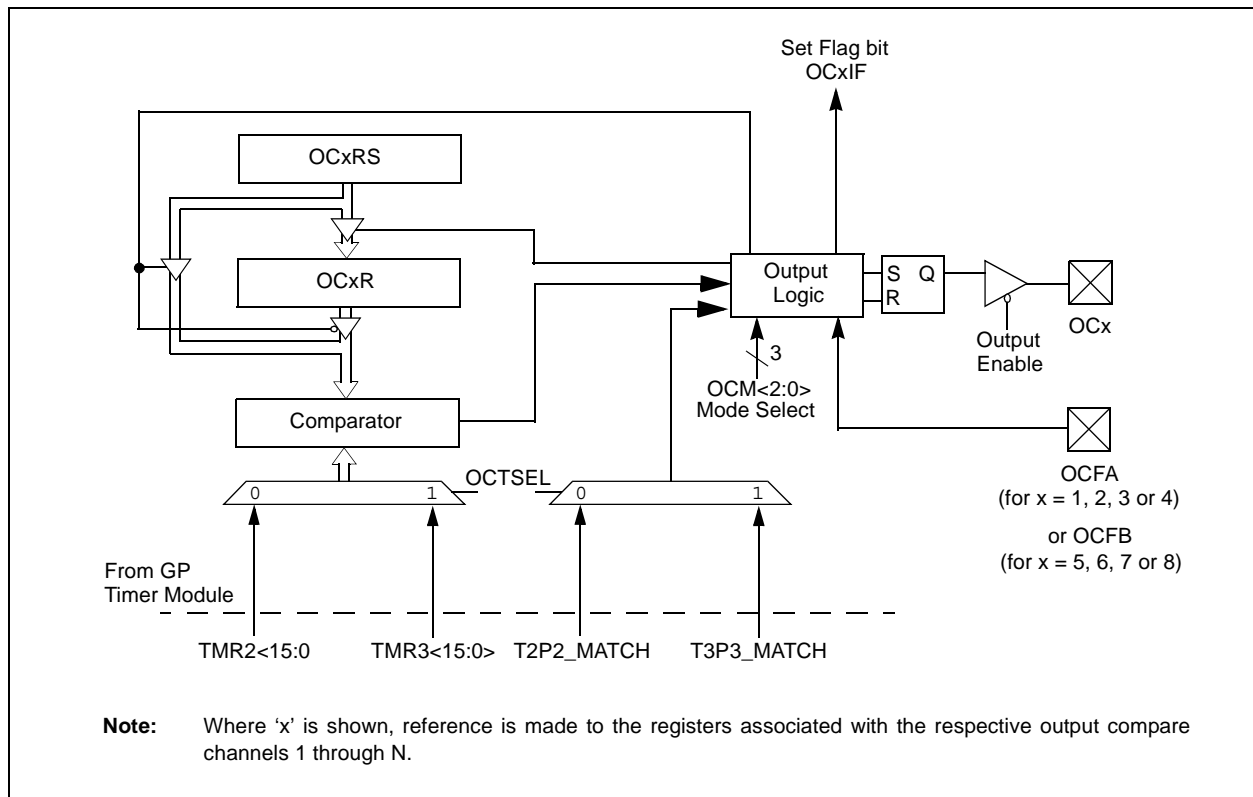 Set Flag bit
OCxIF
OCxRS
OCxR
Output
Logic
S Q
R
OCx
Output
Enable
3
OCM<2:0>
Mode Select
Comparator
OCTSEL
0 1
0 1
OCFA
(for x = 1, 2, 3 or 4)
or OCFB
(for x = 5, 6, 7 or 8)
From GP
Timer Module
TMR2<15:0 TMR3<15:0> T2P2_MATCH T3P3_MATCH
Note: Where ‘x’ is shown, reference is made to the registers associated with the respective output compare
channels 1 through N.